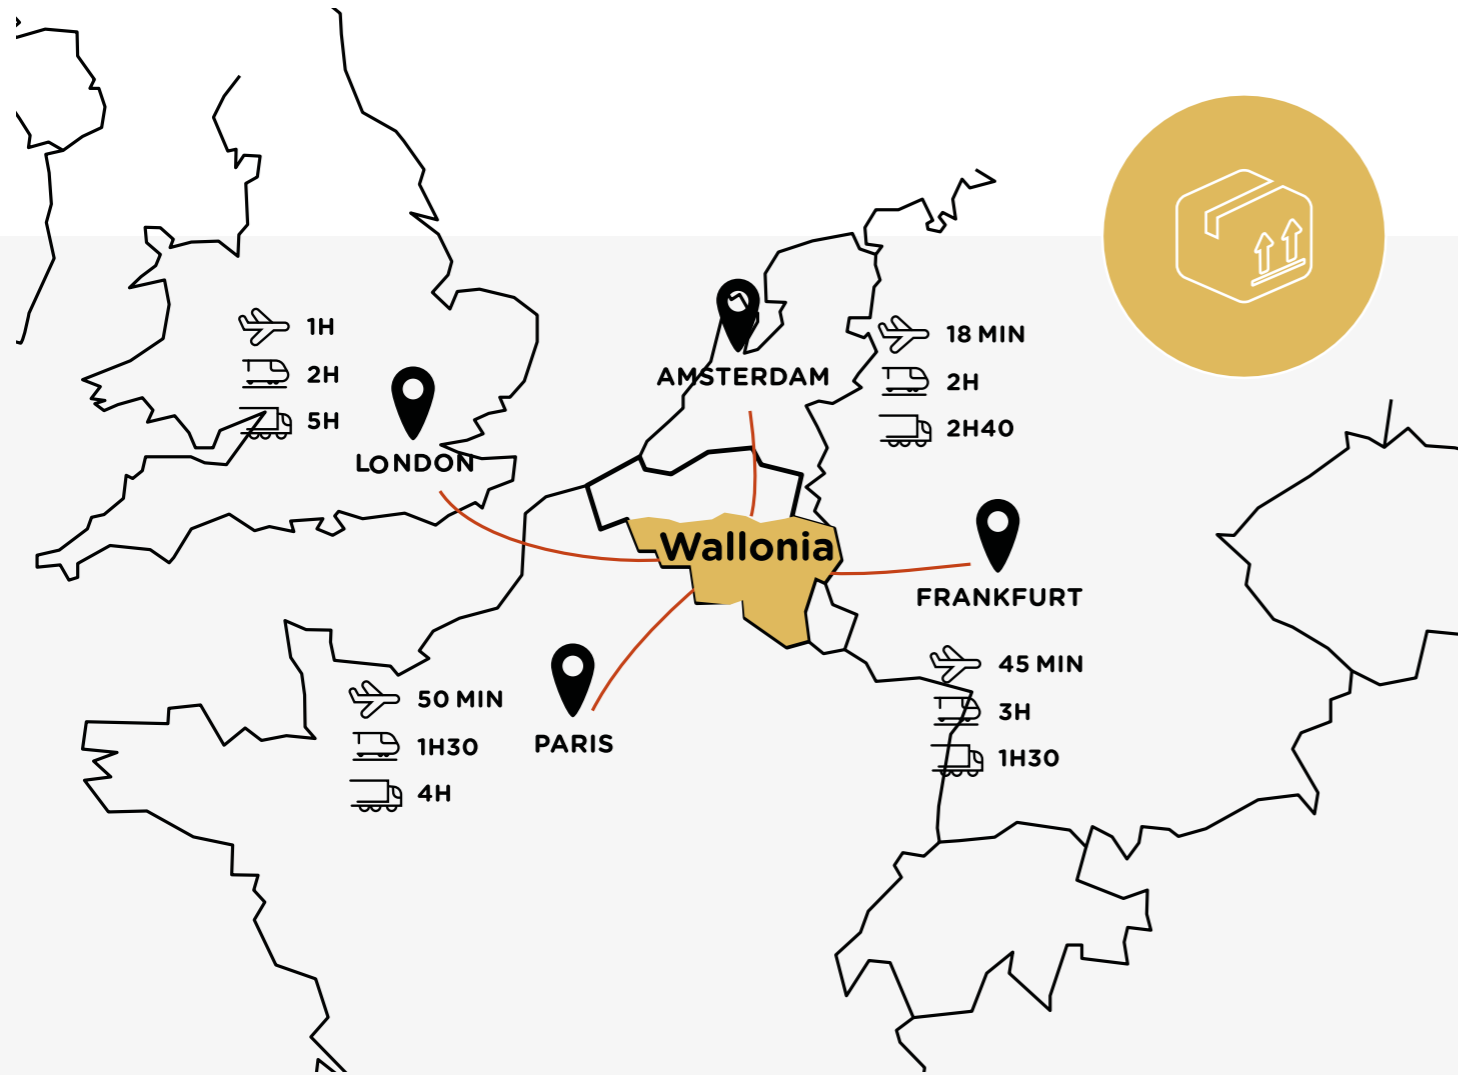 1H
2H
5H
LONDON
AMSTERDAM
18 MIN
2H
2H40
Wallonia
FRANKFURT
45 MIN
3H
1H30
50 MIN
1H30
4H
PARIS